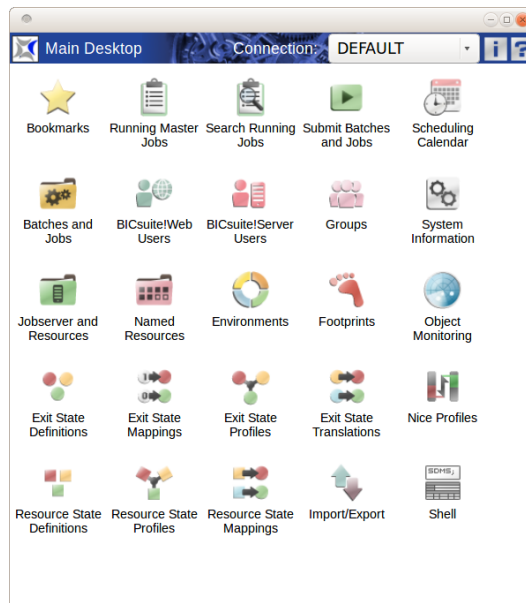 Main Desktop Connection: DEFAULT
Bookmarks
Running Master
Jobs
Search Running
Jobs
Submit Batches
and Jobs
Scheduling
Calendar
Batches and
Jobs
BICsuite!Web
Users
BICsuite!Server
Users
Groups
System
Information
Jobserver and
Resources
Named
Resources
Environments
Footprints
Object
Monitoring
Exit State
Definitions
Exit State
Mappings
Exit State
Profiles
Exit State
Translations
Nice Profiles
Resource State
Definitions
Resource State
Profiles
Resource State
Mappings
Import/Export
SDMS;
Shell